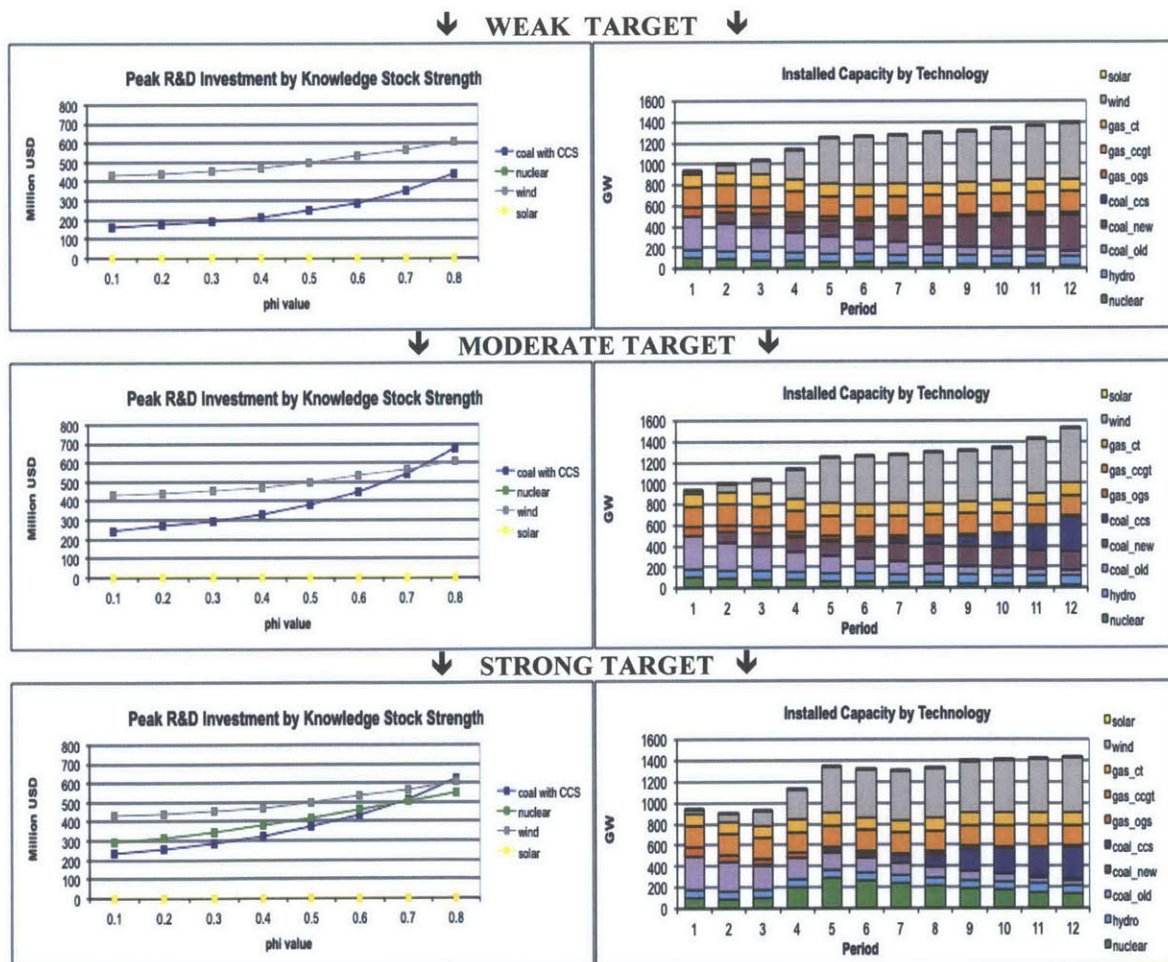 WEAK TARGET
Peak R&D Investment by Knowledge Stock Strength
Million USD
800
700
600
500
400
300
200
100
0
0.1 0.2 0.3 0.4 0.5 0.6 0.7 0.8
phi value
coal with CCS
nuclear
wind
solar
Installed Capacity by Technology
GW
1600
1400
1200
1000
800
600
400
200
0
1 2 3 4 5 6 7 8 9 10 11 12
Period
solar
wind
gas_ct
gas_ccgt
gas_ogs
coal_ccs
coal_new
coal_old
hydro
nuclear
MODERATE TARGET
Peak R&D Investment by Knowledge Stock Strength
Million USD
800
700
600
500
400
300
200
100
0
0.1 0.2 0.3 0.4 0.5 0.6 0.7 0.8
phi value
coal with CCS
nuclear
wind
solar
Installed Capacity by Technology
GW
1600
1400
1200
1000
800
600
400
200
0
1 2 3 4 5 6 7 8 9 10 11 12
Period
solar
wind
gas_ct
gas_ccgt
gas_ogs
coal_ccs
coal_new
coal_old
hydro
nuclear
STRONG TARGET
Peak R&D Investment by Knowledge Stock Strength
Million USD
800
700
600
500
400
300
200
100
0
0.1 0.2 0.3 0.4 0.5 0.6 0.7 0.8
phi value
coal with CCS
nuclear
wind
solar
Installed Capacity by Technology
GW
1600
1400
1200
1000
800
600
400
200
0
1 2 3 4 5 6 7 8 9 10 11 12
Period
solar
wind
gas_ct
gas_ccgt
gas_ogs
coal_ccs
coal_new
coal_old
hydro
nuclear